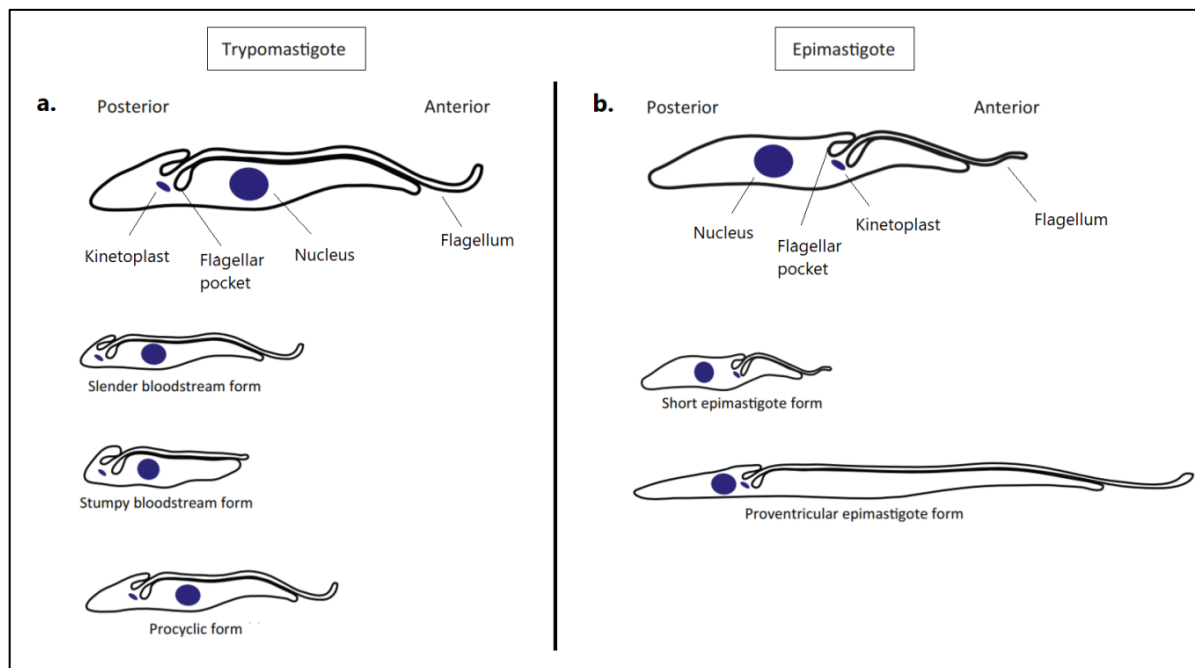 Trypomastigote
a.
Posterior
Anterior
Kinetoplast
Flagellar
pocket
Nucleus
Flagellum
Slender bloodstream form
Stumpy bloodstream form
Procyclic form
Epimastigote
b.
Posterior
Anterior
Nucleus
Flagellar
pocket
Kinetoplast
Flagellum
Short epimastigote form
Proventricular epimastigote form